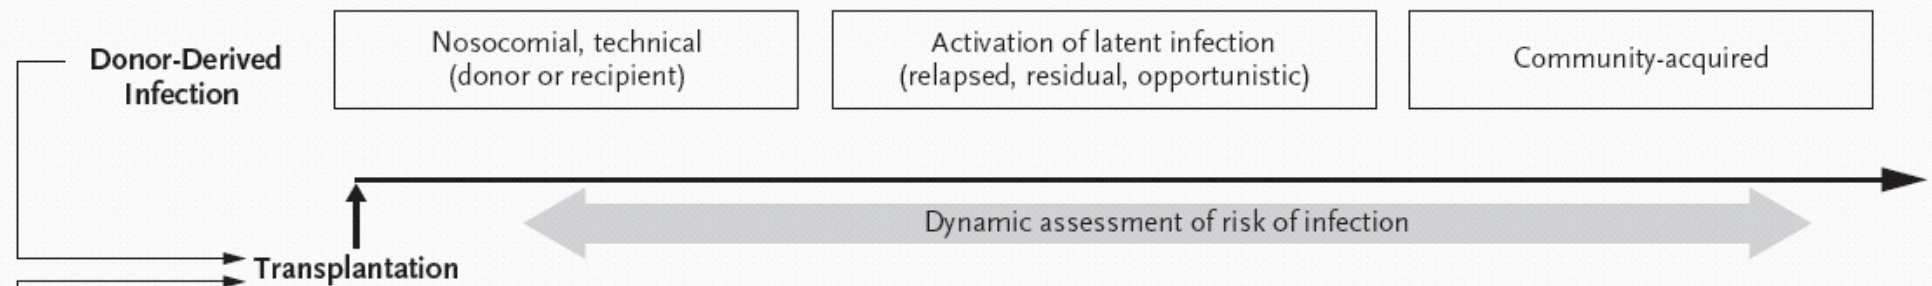 Donor-Derived
Infection
Nosocomial, technical
(donor or recipient)
Activation of latent infection
(relapsed, residual, opportunistic)
Community-acquired
Dynamic assessment of risk of infection
Transplantation